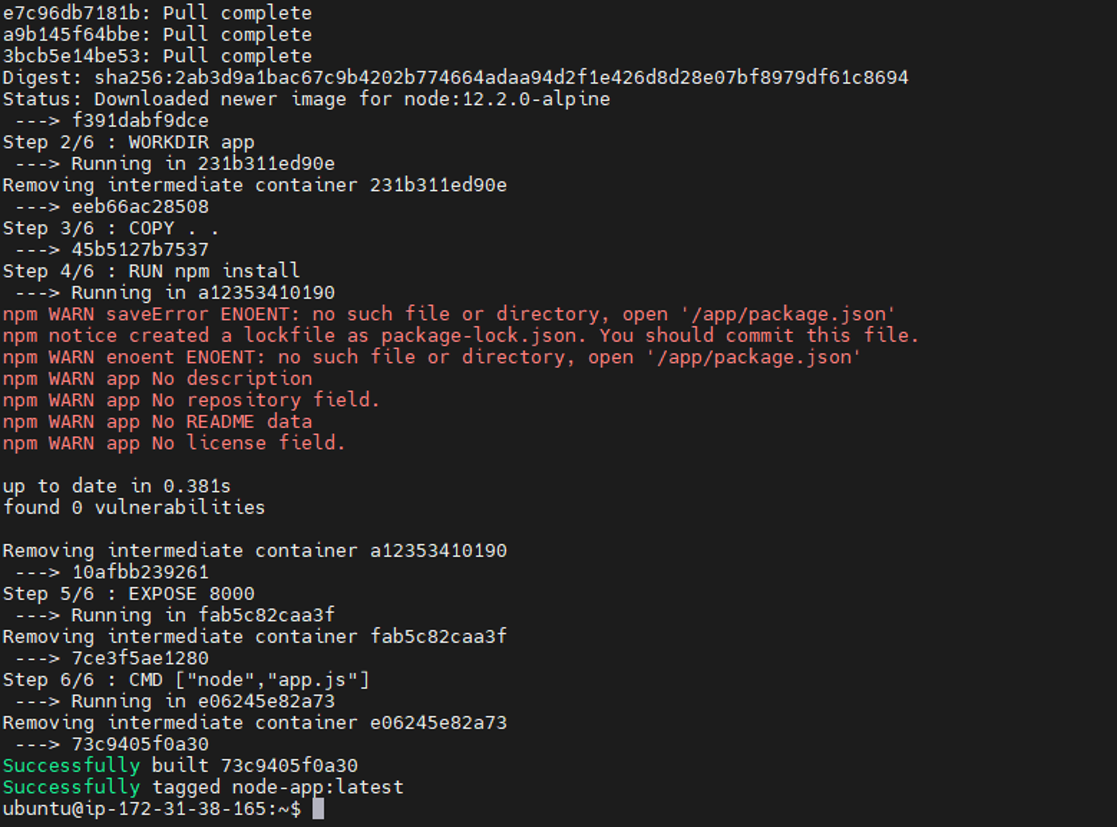 e7c96db7181b: Pull complete
a9b145f64bbe: Pull complete
3bcb5e14be53: Pull complete
Digest: sha256:2ab3d9a1bac67c9b4202b774664adaa94d2f1e426d8d28e07bf8979df61c8694
Status: Downloaded newer image for node:12.2.0-alpine
 ---> f391dabf9dce
Step 2/6 : WORKDIR app
 ---> Running in 231b311ed90e
Removing intermediate container 231b311ed90e
 ---> eeb66ac28508
Step 3/6 : COPY . .
 ---> 45b5127b7537
Step 4/6 : RUN npm install
 ---> Running in a12353410190
npm WARN saveError ENOENT: no such file or directory, open '/app/package.json'
npm notice created a lockfile as package-lock.json. You should commit this file.
npm WARN enoent ENOENT: no such file or directory, open '/app/package.json'
npm WARN app No description
npm WARN app No repository field.
npm WARN app No README data
npm WARN app No license field.

up to date in 0.381s
found 0 vulnerabilities

Removing intermediate container a12353410190
 ---> 10afbb239261
Step 5/6 : EXPOSE 8000
 ---> Running in fab5c82caa3f
Removing intermediate container fab5c82caa3f
 ---> 7ce3f5ae1280
Step 6/6 : CMD ["node","app.js"]
 ---> Running in e06245e82a73
Removing intermediate container e06245e82a73
 ---> 73c9405f0a30
Successfully built 73c9405f0a30
Successfully tagged node-app:latest
ubuntu@ip-172-31-38-165:~$